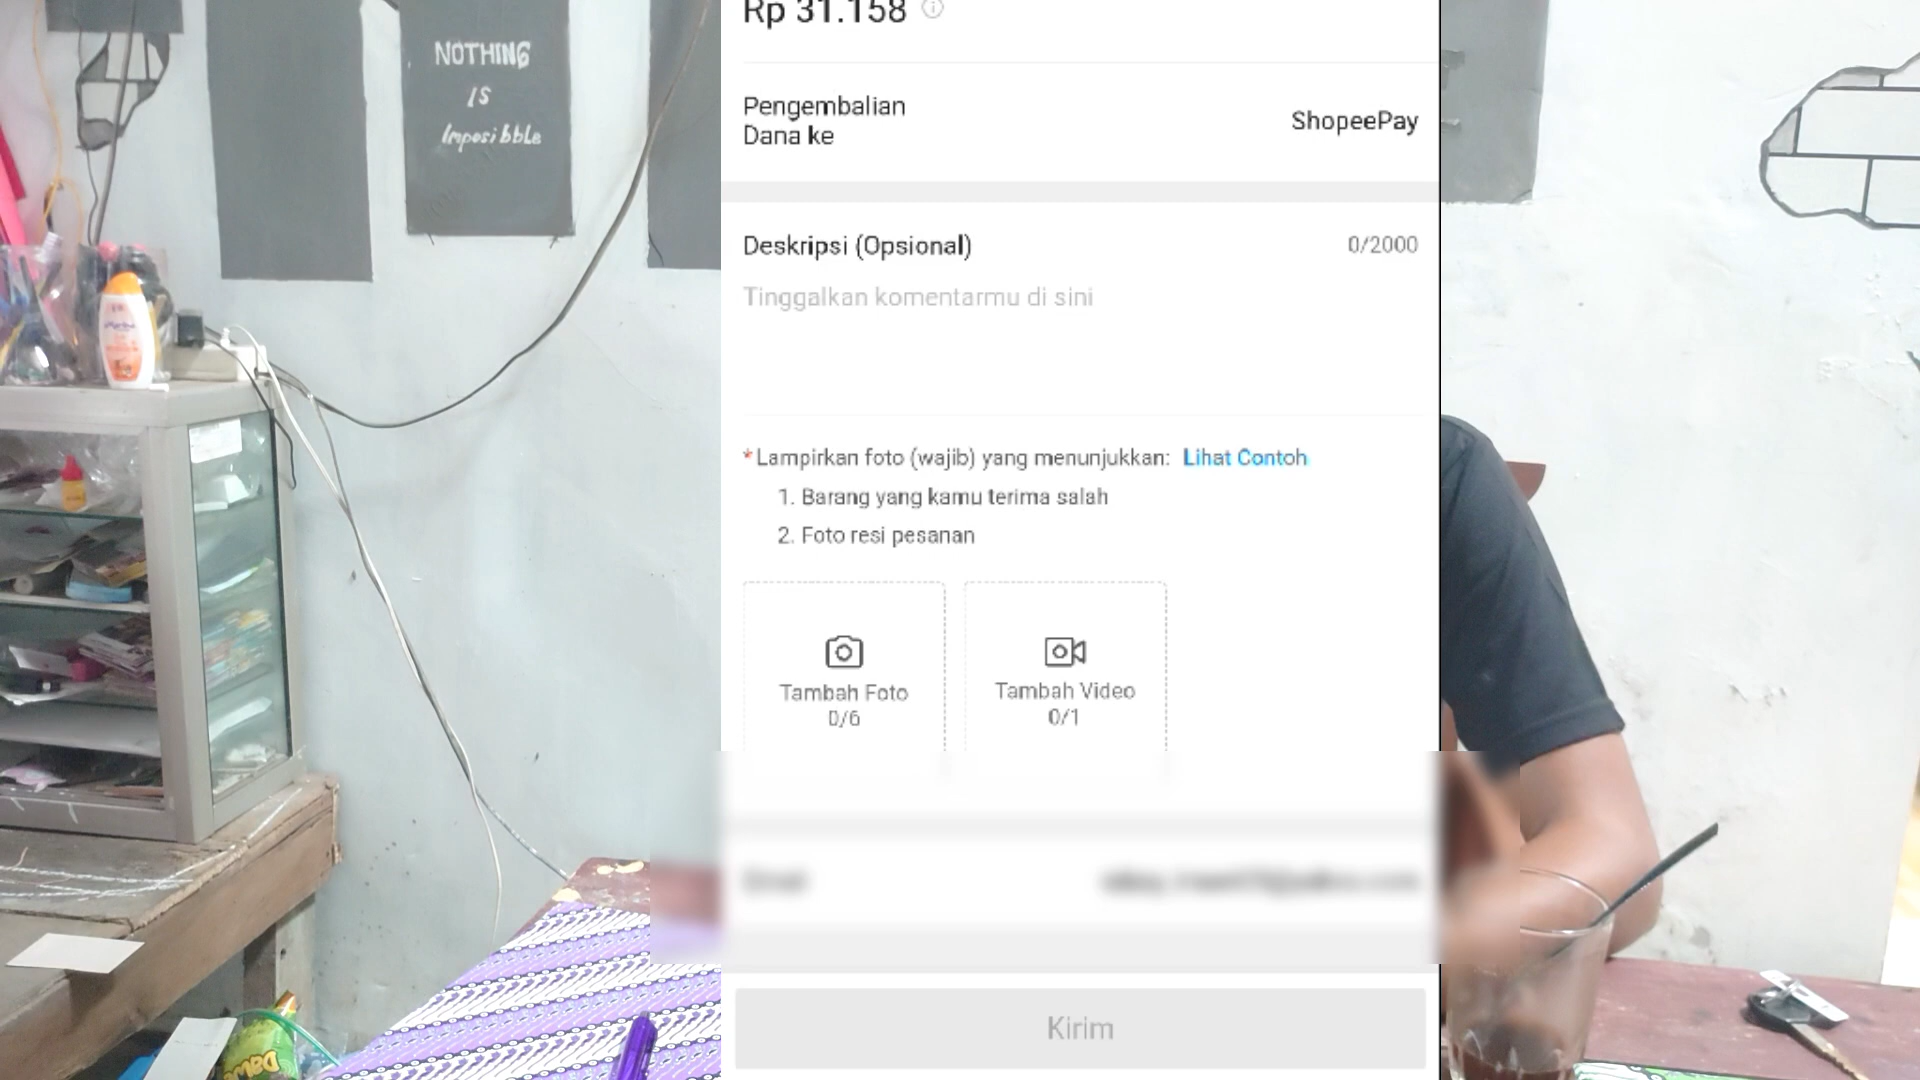 NOTHING
IS
Imposibble
Rp 31.158
Pengembalian
Dana ke
ShopeePay
Deskripsi (Opsional)
0/2000
Tinggalkan komentarmu di sini
*Lampirkan foto (wajib) yang menunjukkan: Lihat Contoh
1. Barang yang kamu terima salah
2. Foto resi pesanan
Tambah Foto
0/6
Tambah Video
0/1
Kirim